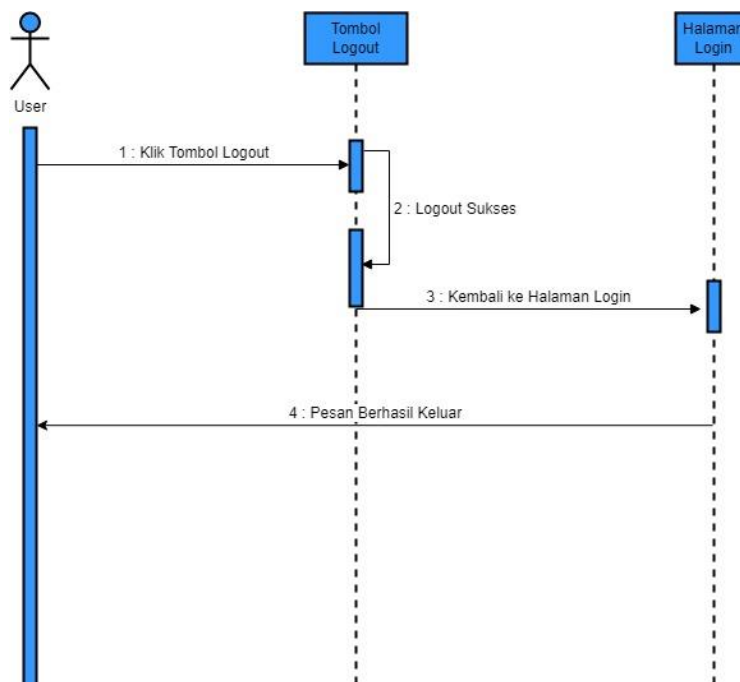 Tombol
Logout
Halaman
Login
User
1 : Klik Tombol Logout
2 : Logout Sukses
3 : Kembali ke Halaman Login
4 : Pesan Berhasil Keluar